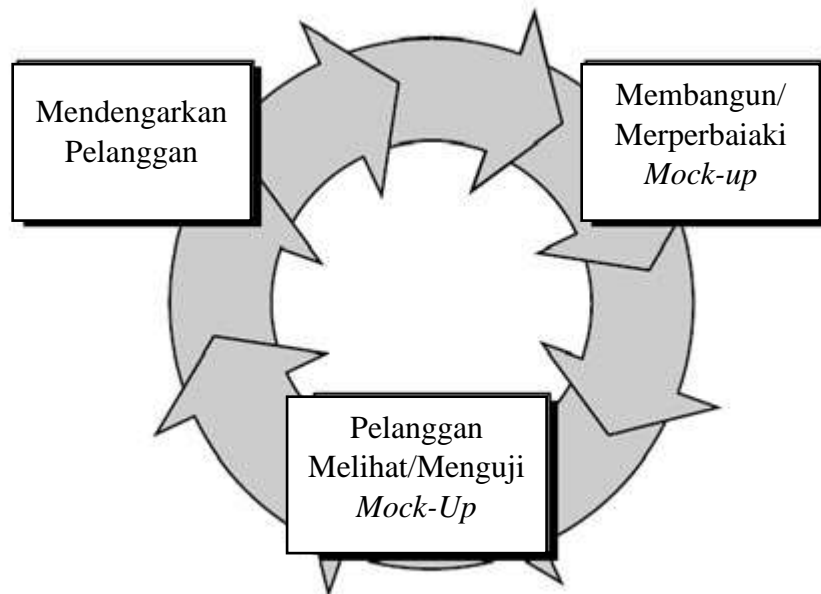 Mendengarkan
Pelanggan
Membangun/
Merperbaiaki
Mock-up
Pelanggan
Melihat/Menguji
Mock-Up